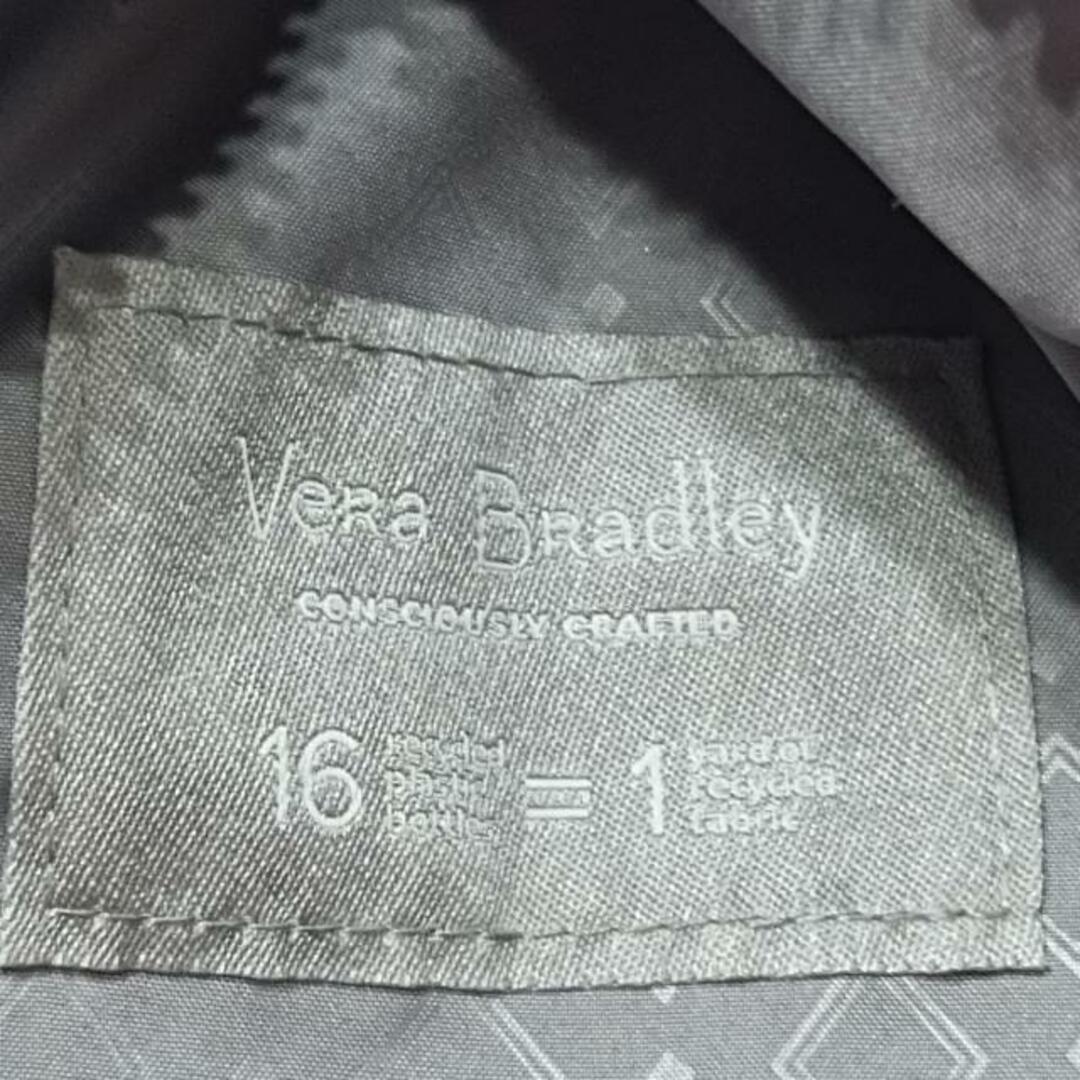 Vera Bradley
CONSCIOUSLY CRAFTED
16 recycled plastic bottles = 1 yard of recycled fabric